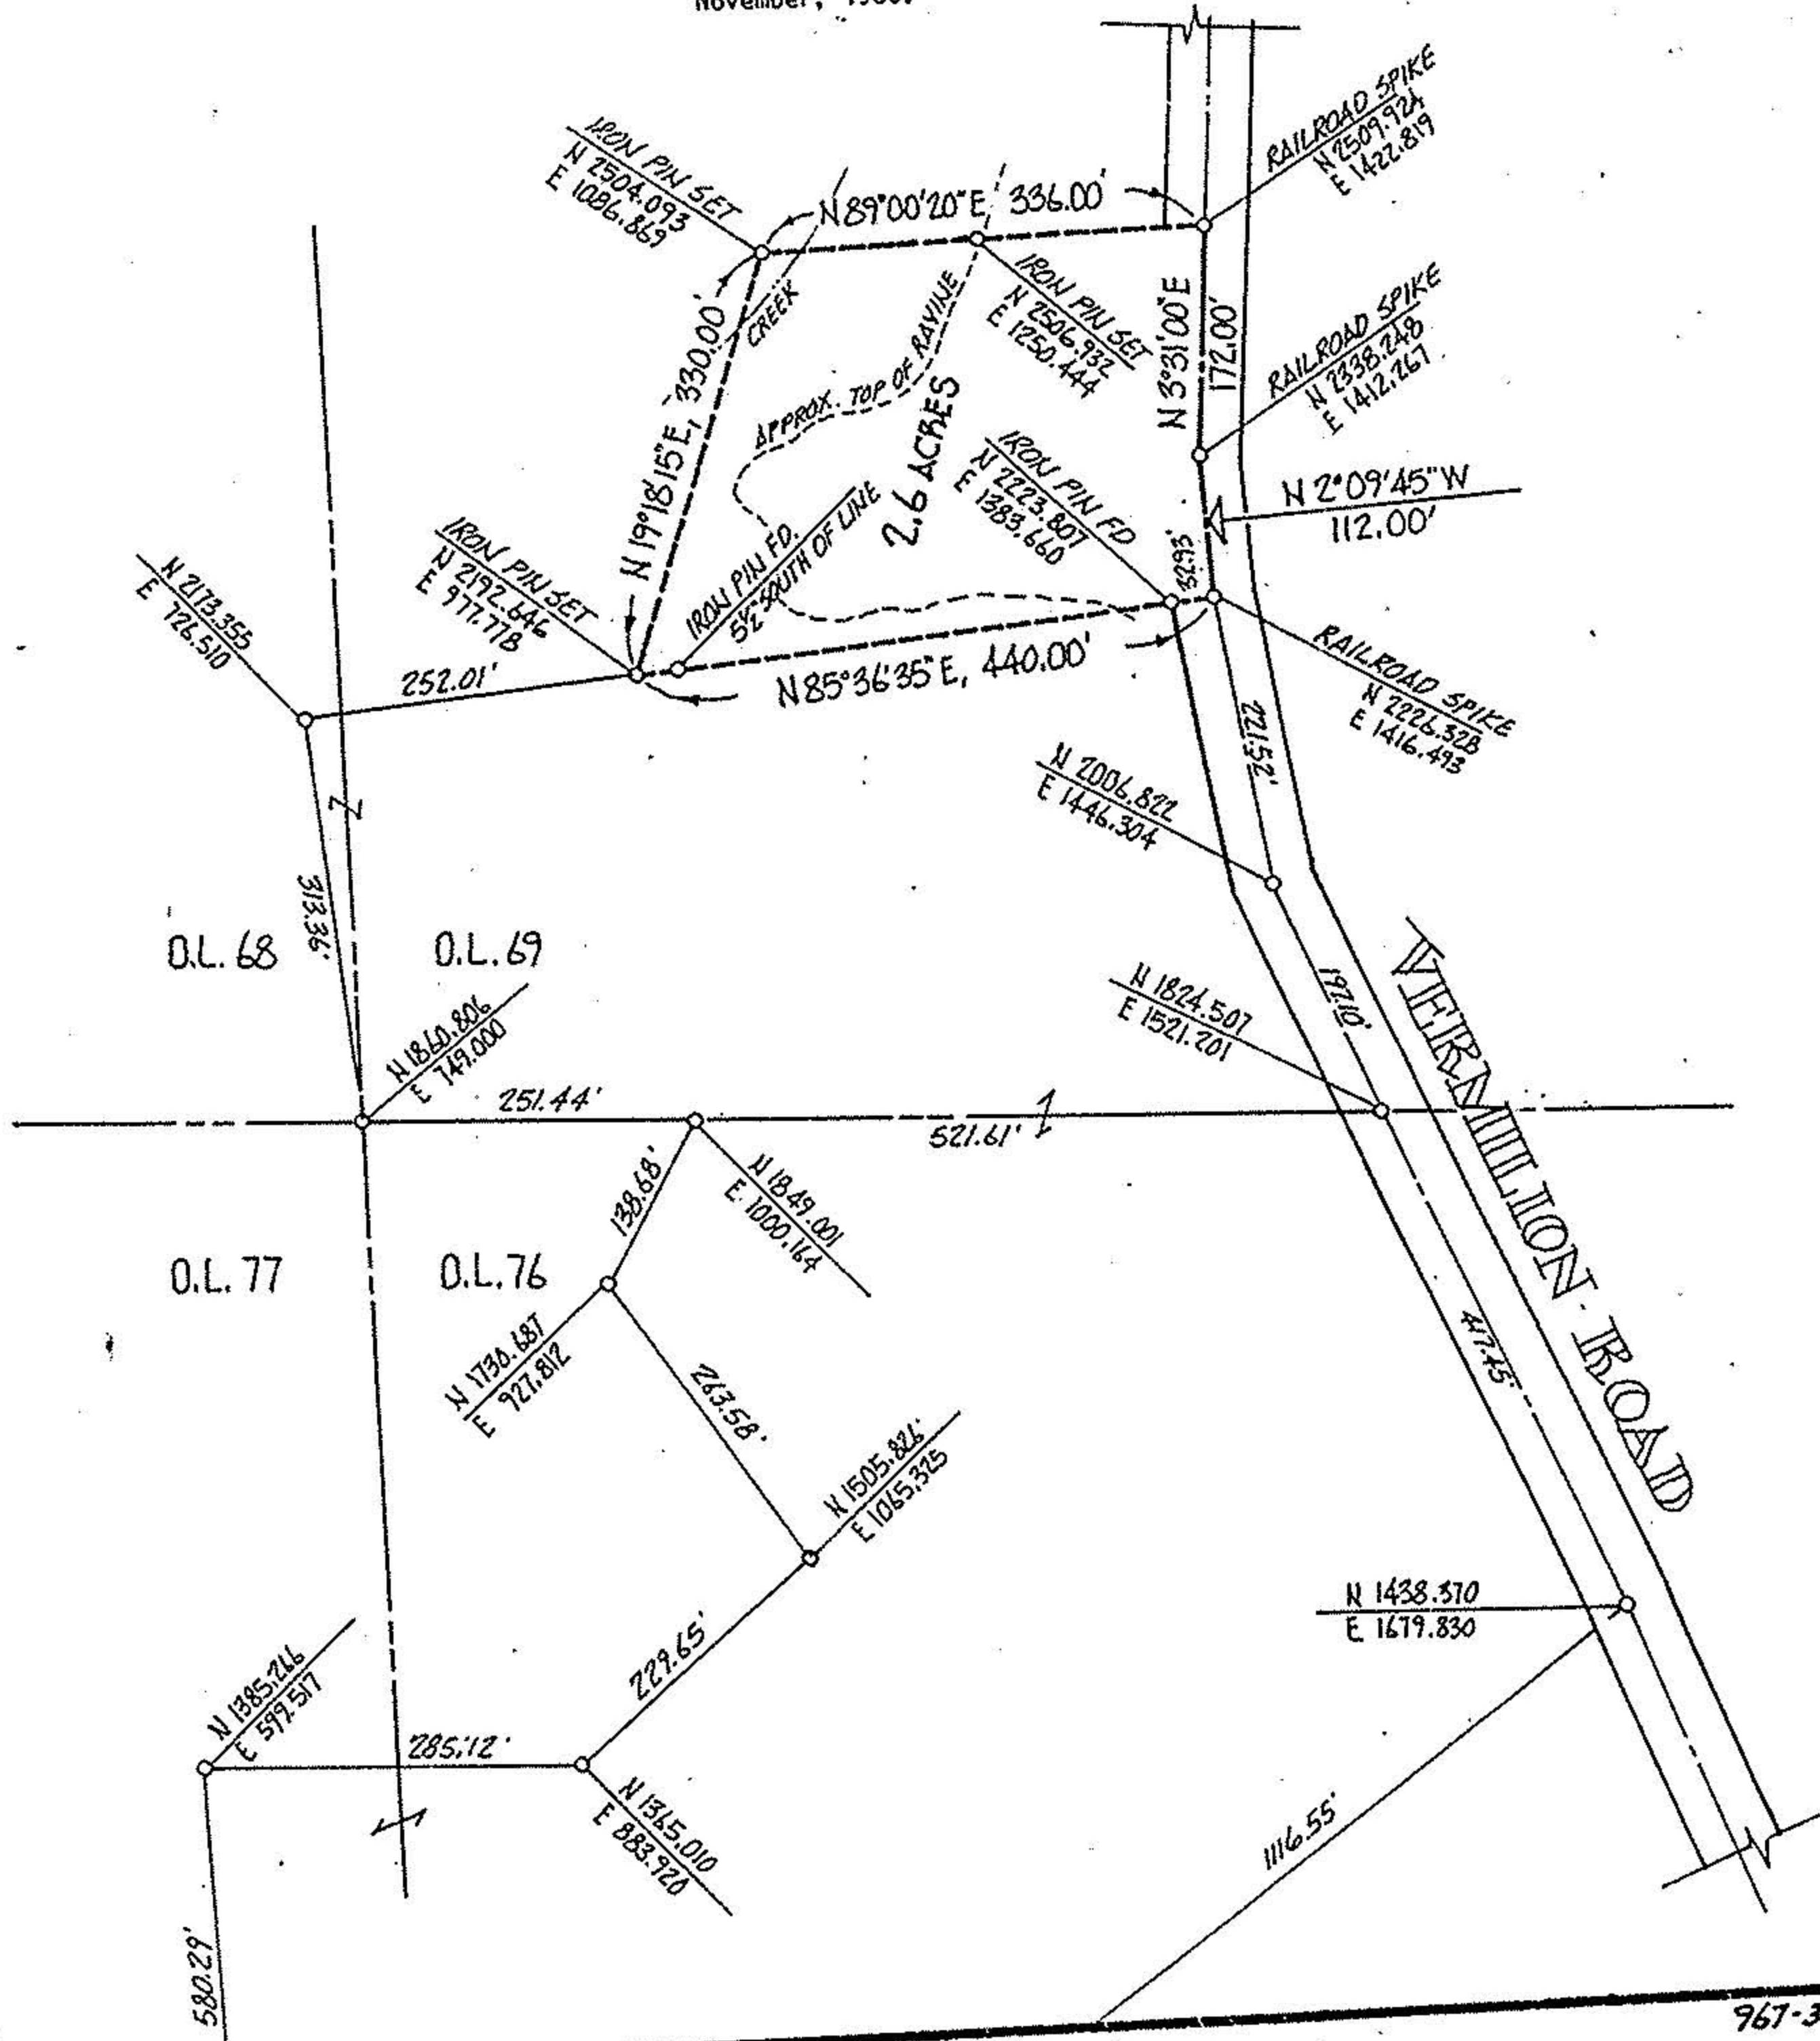 November,
IRON PIN SET
N 2504.093
E 1086.869
N89°00'20"E, 336.00'
RAILROAD SPIKE
N 2509.924
E 1422.819
IRON PIN SET
N 2506.932
E 1250.444
N 3°31'00"E
172.00'
RAILROAD SPIKE
N 2338.248
E 1412.267
N 19°18'15"E, 330.00'
CREEK
APPROX. TOP OF RAVINE
2.6 ACRES
IRON PIN FD
N 2223.807
E 1383.660
N 2°09'45"W
112.00'
32.93'
IRON PIN SET
N 2192.646
E 977.778
IRON PIN FD.
5½" SOUTH OF LINE
N 2173.355
E 726.510
252.01'
N85°36'35"E, 440.00'
RAILROAD SPIKE
N 2226.328
E 1416.493
221.52'
N 2006.822
E 1446.304
313.36'
O.L. 68
O.L. 69
197.10'
N 1824.507
E 1521.201
VERMILION ROAD
N 1860.806
E 749.000
251.44'
521.61'
138.68'
N 1849.001
E 1000.164
O.L. 77
O.L. 76
N 1730.687
E 927.812
263.58'
417.45'
N 1505.826
E 1065.325
N 1438.370
E 1679.830
229.65'
N 1385.266
E 599.517
285.12'
N 1365.010
E 883.920
1116.55'
580.29'
967-3